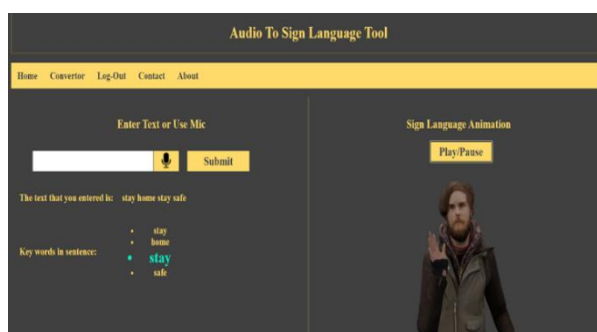 Audio To Sign Language Tool
Home Convertor Log-Out Contact About
Enter Text or Use Mic
Submit
The text that you entered is: stay home stay safe
Key words in sentence:
stay
home
stay
safe
Sign Language Animation
Play/Pause